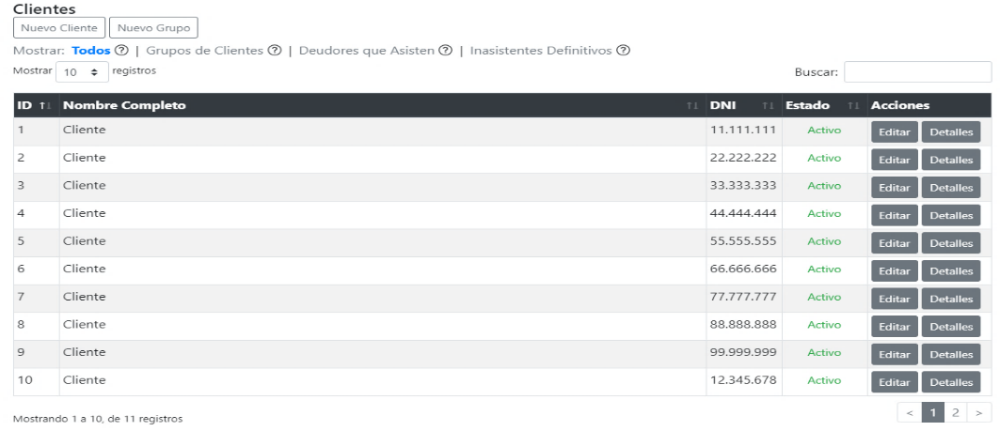 Clientes
Nuevo Cliente Nuevo Grupo
Mostrar: Todos ? | Grupos de Clientes ? | Deudores que Asisten ? | Inasistentes Definitivos ?
Mostrar 10 registros Buscar:
ID ↑↓ Nombre Completo ↑↓ DNI ↑↓ Estado ↑↓ Acciones
1 Cliente 11.111.111 Activo Editar Detalles
2 Cliente 22.222.222 Activo Editar Detalles
3 Cliente 33.333.333 Activo Editar Detalles
4 Cliente 44.444.444 Activo Editar Detalles
5 Cliente 55.555.555 Activo Editar Detalles
6 Cliente 66.666.666 Activo Editar Detalles
7 Cliente 77.777.777 Activo Editar Detalles
8 Cliente 88.888.888 Activo Editar Detalles
9 Cliente 99.999.999 Activo Editar Detalles
10 Cliente 12.345.678 Activo Editar Detalles
Mostrando 1 a 10, de 11 registros < 1 2 >